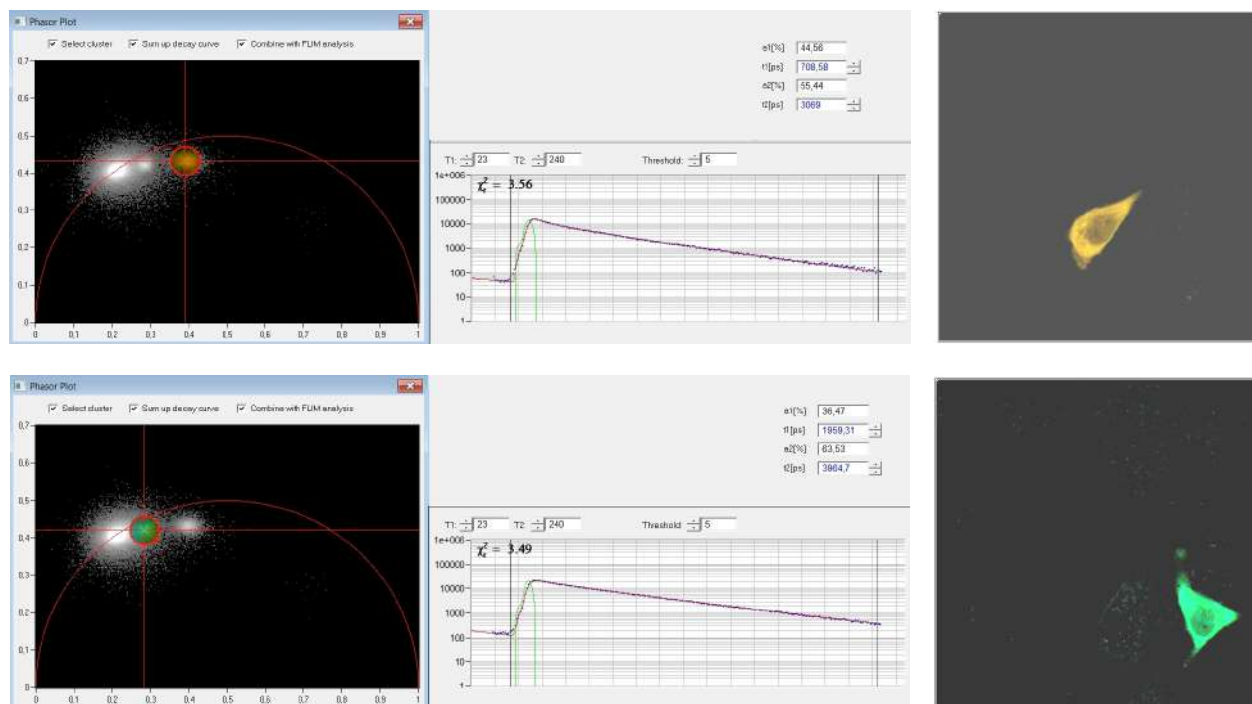 Phasor Plot
Select cluster Sum up decay curve Combine with FLIM analysis
a1[%] 44,56
t1[ps] 708,58
a2[%] 55,44
t2[ps] 3069
T1: 23 T2: 240 Threshold: 5
χ² = 3.56
1e+006
100000
10000
1000
100
10
1
0.7
0.6
0.5
0.4
0.3
0.2
0.1
0
0 0,1 0,2 0,3 0,4 0,5 0,6 0,7 0,8 0,9 1
Phasor Plot
Select cluster Sum up decay curve Combine with FLIM analysis
a1[%] 36,47
t1[ps] 1959,31
a2[%] 63,53
t2[ps] 3964,7
T1: 23 T2: 240 Threshold: 5
χ² = 3.49
1e+006
100000
10000
1000
100
10
1
0.7
0.6
0.5
0.4
0.3
0.2
0.1
0
0 0,1 0,2 0,3 0,4 0,5 0,6 0,7 0,8 0,9 1